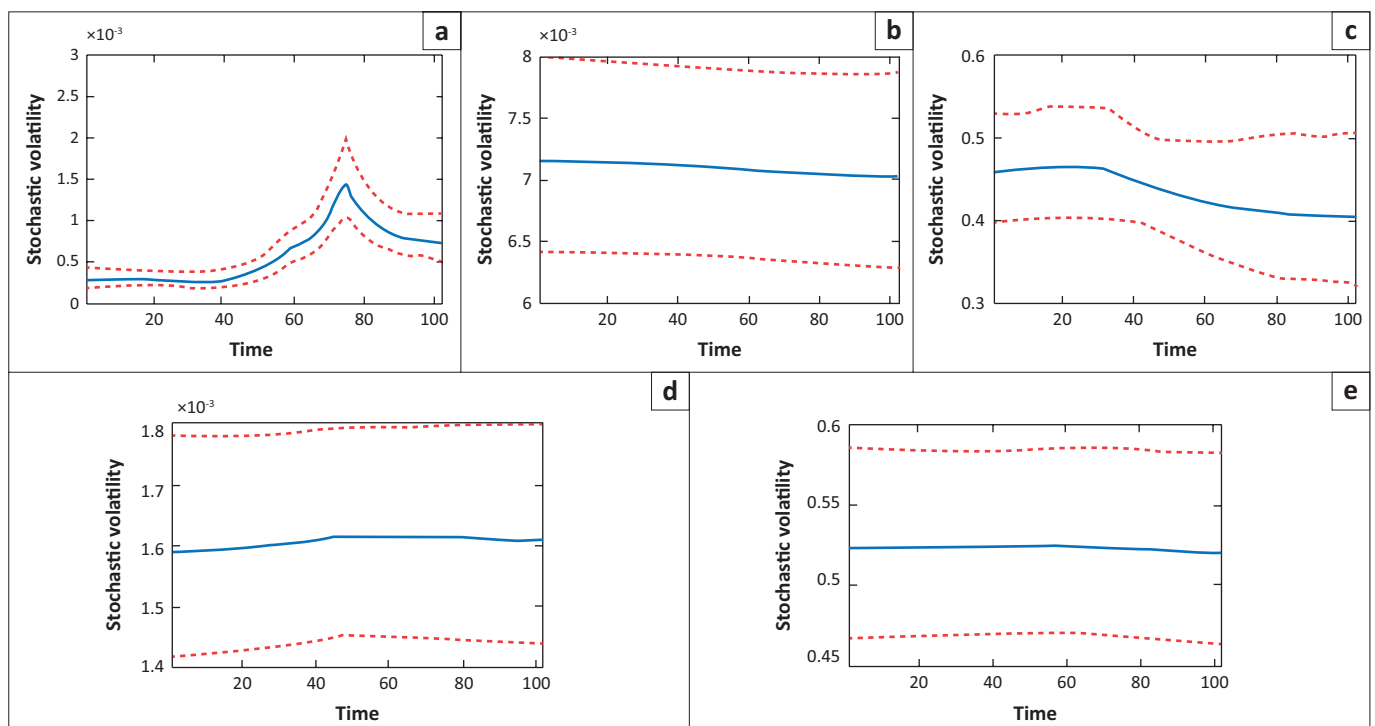 a
×10⁻³
3
2.5
2
1.5
1
0.5
0
20 40 60 80 100
Stochastic volatility
Time
b
×10⁻³
8
7.5
7
6.5
6
20 40 60 80 100
Stochastic volatility
Time
c
0.6
0.5
0.4
0.3
20 40 60 80 100
Stochastic volatility
Time
d
×10⁻³
1.8
1.7
1.6
1.5
1.4
20 40 60 80 100
Stochastic volatility
Time
e
0.6
0.55
0.5
0.45
20 40 60 80 100
Stochastic volatility
Time